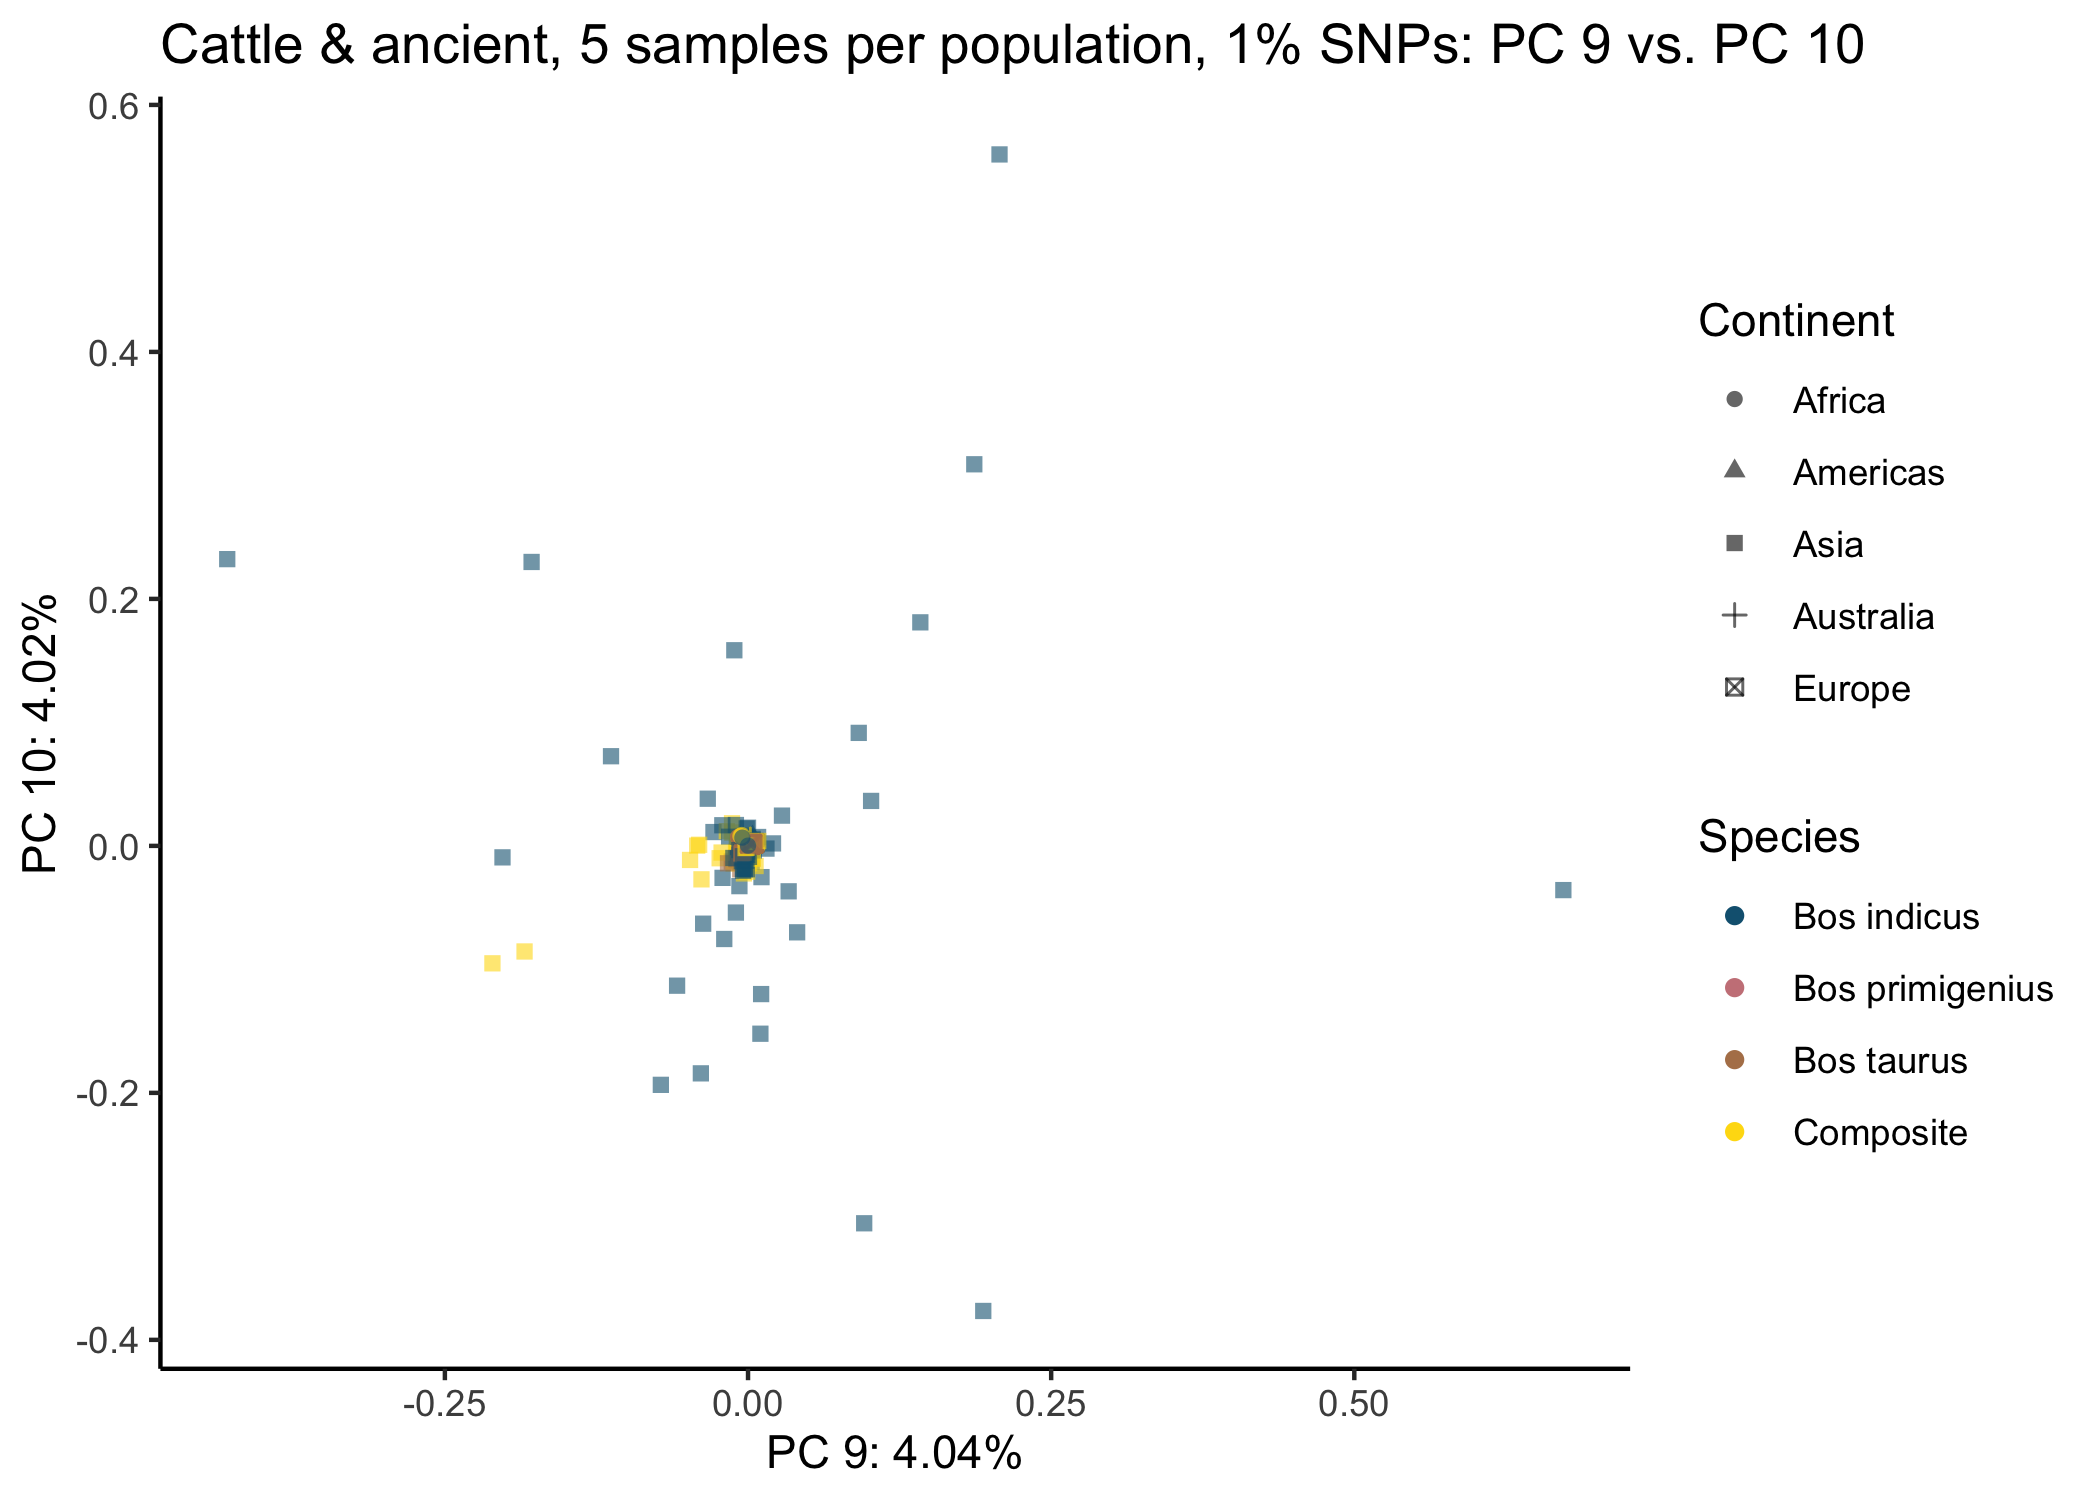 Cattle & ancient, 5 samples per population, 1% SNPs: PC 9 vs. PC 10
0.6
0.4
0.2
0.0
-0.2
-0.4
PC 10: 4.02%
-0.25
0.00
0.25
0.50
PC 9: 4.04%
Continent
Africa
Americas
Asia
Australia
Europe
Species
Bos indicus
Bos primigenius
Bos taurus
Composite